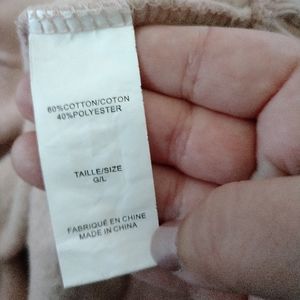 60%COTTON/COTON
40%POLYESTER
TAILLE/SIZE
G/L
FABRIQUÉ EN CHINE
MADE IN CHINA